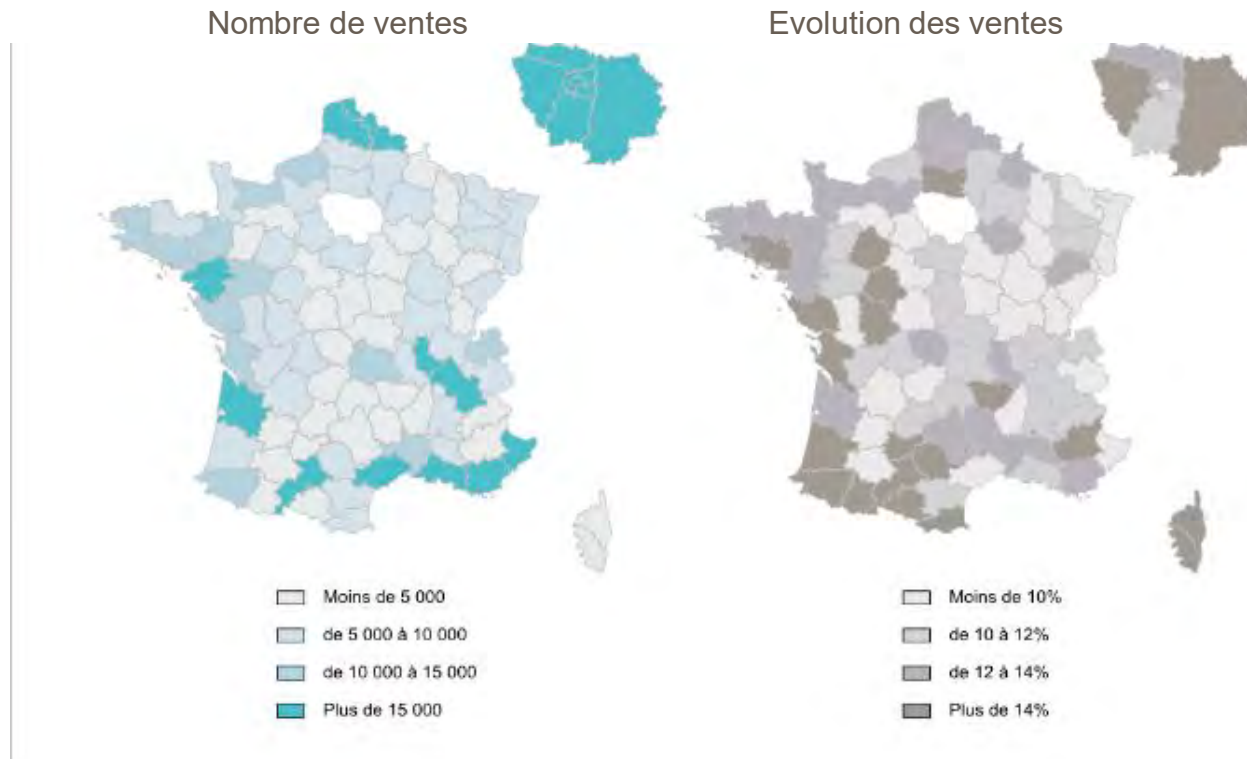 Nombre de ventes
Evolution des ventes
Moins de 5 000
de 5 000 à 10 000
de 10 000 à 15 000
Plus de 15 000
Moins de 10%
de 10 à 12%
de 12 à 14%
Plus de 14%